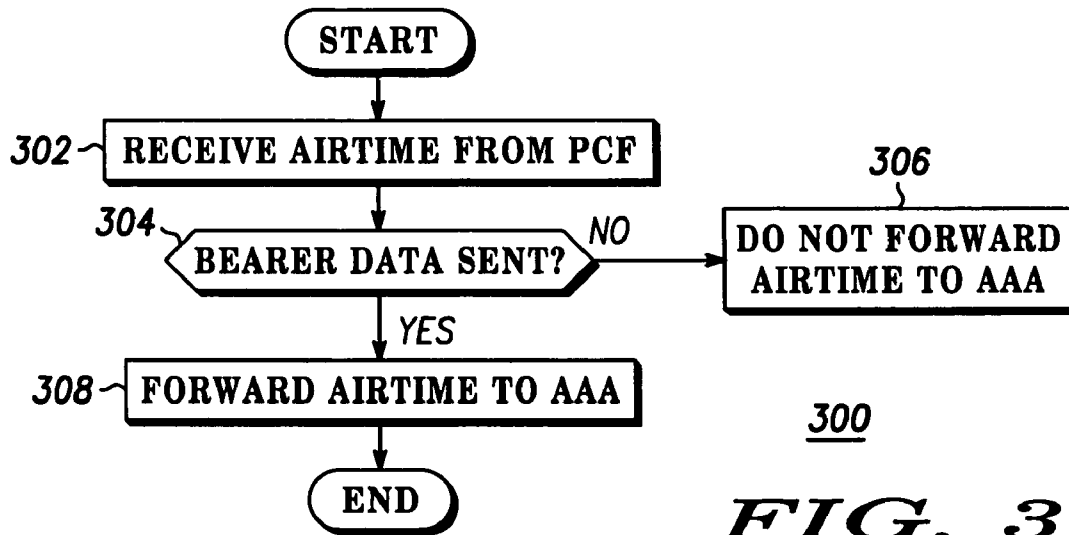 START
302
RECEIVE AIRTIME FROM PCF
304
BEARER DATA SENT?
NO
306
DO NOT FORWARD
AIRTIME TO AAA
YES
308
FORWARD AIRTIME TO AAA
300
END
FIG. 3